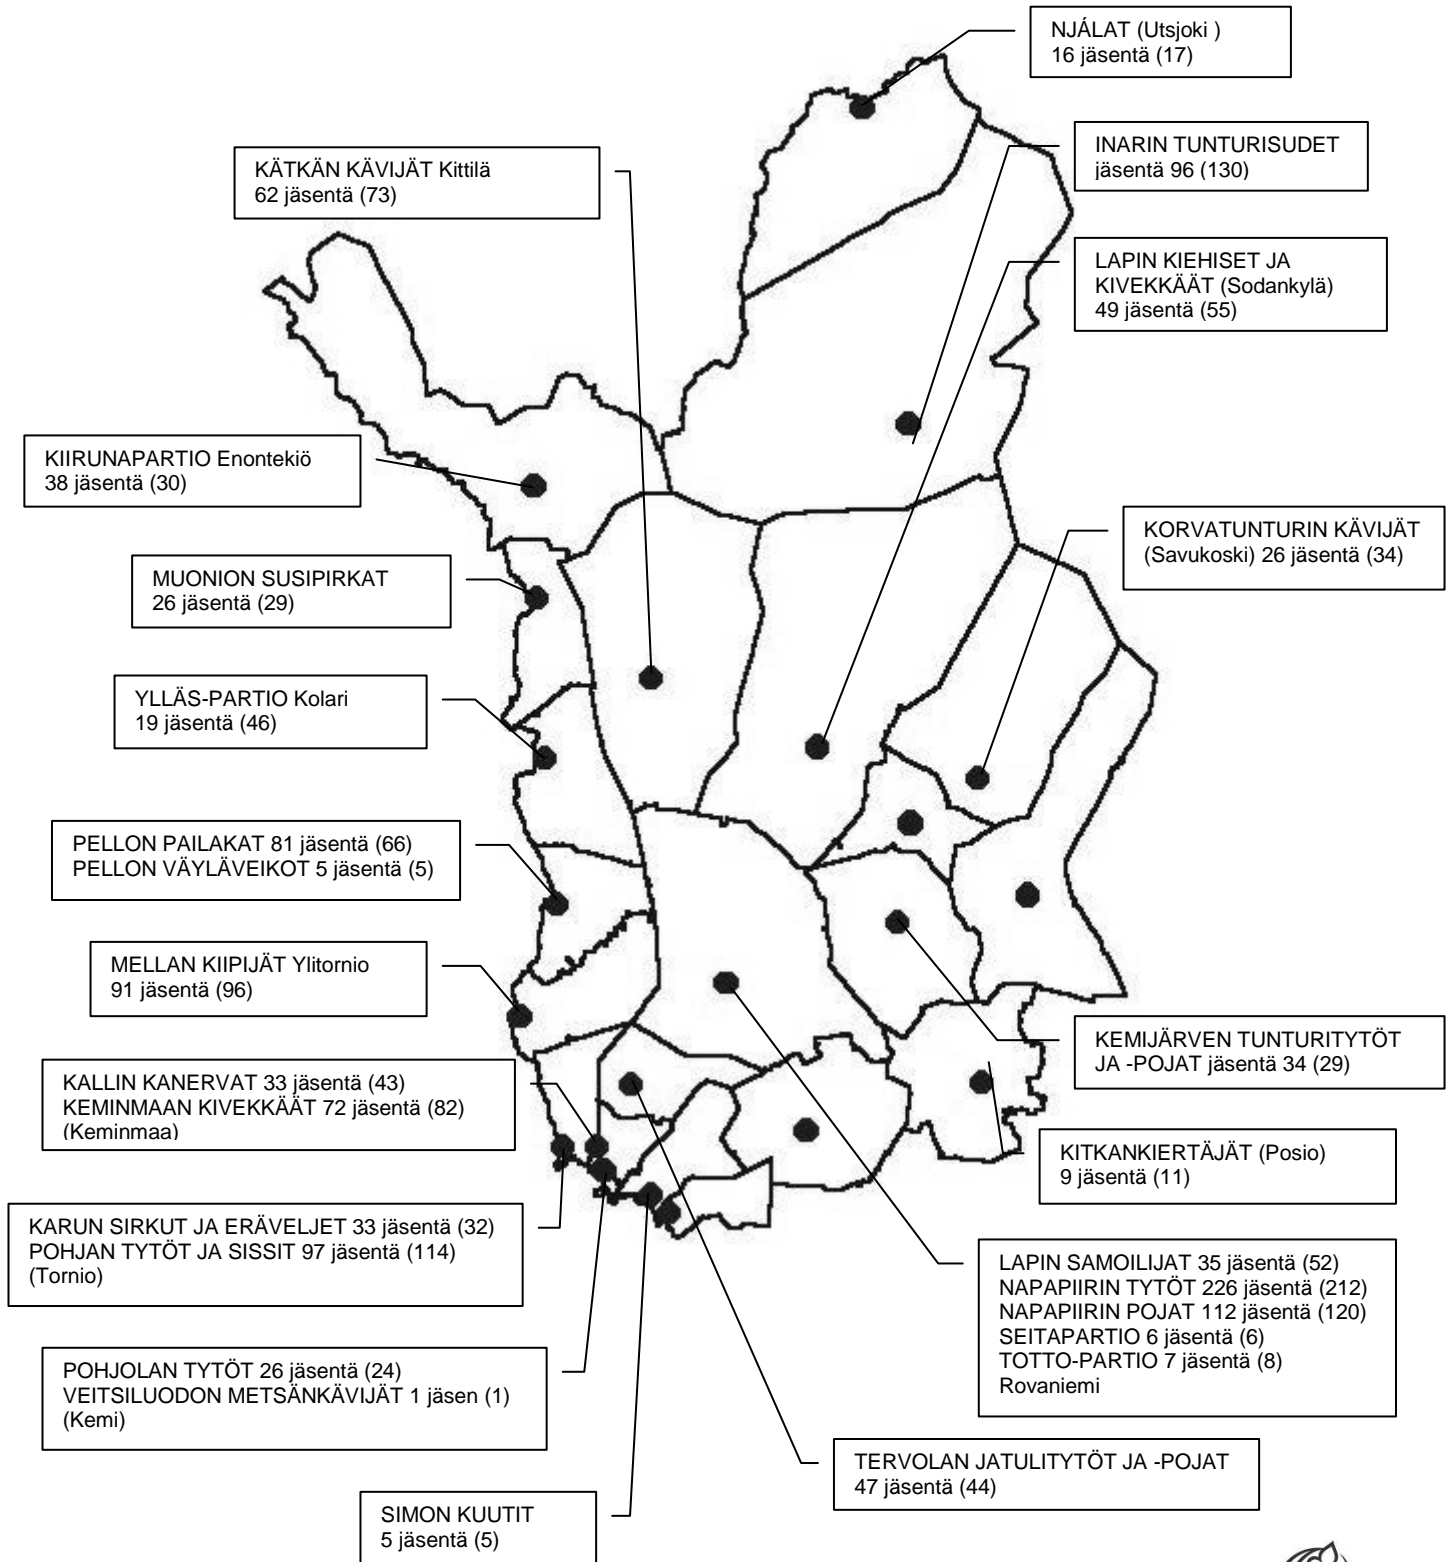 NJÁLAT (Utsjoki )
16 jäsentä (17)
INARIN TUNTURISUDET
jäsentä 96 (130)
KÄTKÄN KÄVIJÄT Kittilä
62 jäsentä (73)
LAPIN KIEHISET JA
KIVEKKÄÄT (Sodankylä)
49 jäsentä (55)
KIIRUNAPARTIO Enontekiö
38 jäsentä (30)
KORVATUNTURIN KÄVIJÄT
(Savukoski) 26 jäsentä (34)
MUONION SUSIPIRKAT
26 jäsentä (29)
YLLÄS-PARTIO Kolari
19 jäsentä (46)
PELLON PAILAKAT 81 jäsentä (66)
PELLON VÄYLÄVEIKOT 5 jäsentä (5)
MELLAN KIIPIJÄT Ylitornio
91 jäsentä (96)
KEMIJÄRVEN TUNTURITYTÖT
JA -POJAT jäsentä 34 (29)
KALLIN KANERVAT 33 jäsentä (43)
KEMINMAAN KIVEKKÄÄT 72 jäsentä (82)
(Keminmaa)
KITKANKIERTÄJÄT (Posio)
9 jäsentä (11)
KARUN SIRKUT JA ERÄVELJET 33 jäsentä (32)
POHJAN TYTÖT JA SISSIT 97 jäsentä (114)
(Tornio)
LAPIN SAMOILIJAT 35 jäsentä (52)
NAPAPIIRIN TYTÖT 226 jäsentä (212)
NAPAPIIRIN POJAT 112 jäsentä (120)
SEITAPARTIO 6 jäsentä (6)
TOTTO-PARTIO 7 jäsentä (8)
Rovaniemi
POHJOLAN TYTÖT 26 jäsentä (24)
VEITSILUODON METSÄNKÄVIJÄT 1 jäsen (1)
(Kemi)
TERVOLAN JATULITYTÖT JA -POJAT
47 jäsentä (44)
SIMON KUUTIT
5 jäsentä (5)